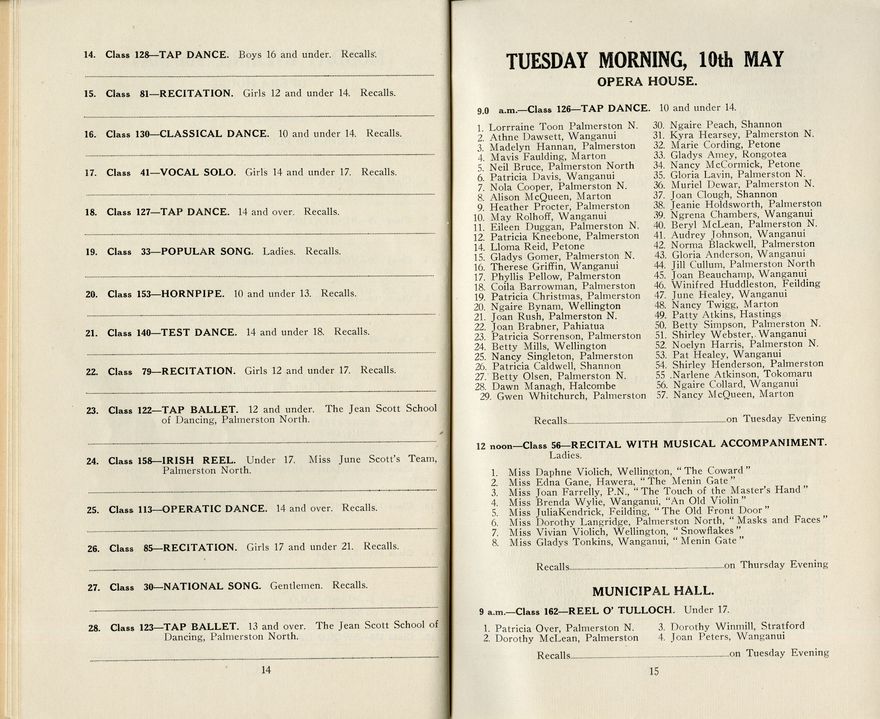 14. Class 128—TAP DANCE. Boys 16 and under. Recalls.
15. Class 81—RECITATION. Girls 12 and under 14. Recalls.
16. Class 130—CLASSICAL DANCE. 10 and under 14. Recalls.
17. Class 41—VOCAL SOLO. Girls 14 and under 17. Recalls.
18. Class 127—TAP DANCE. 14 and over. Recalls.
19. Class 33—POPULAR SONG. Ladies. Recalls.
20. Class 153—HORNPIPE. 10 and under 13. Recalls.
21. Class 140—TEST DANCE. 14 and under 18. Recalls.
22. Class 79—RECITATION. Girls 12 and under 17. Recalls.
23. Class 122—TAP BALLET. 12 and under. The Jean Scott School
of Dancing, Palmerston North.
24. Class 158—IRISH REEL. Under 17. Miss June Scott's Team,
Palmerston North.
25. Class 113—OPERATIC DANCE. 14 and over. Recalls.
26. Class 85—RECITATION. Girls 17 and under 21. Recalls.
27. Class 30—NATIONAL SONG. Gentlemen. Recalls.
28. Class 123—TAP BALLET. 13 and over. The Jean Scott School of
Dancing, Palmerston North.
14
TUESDAY MORNING, 10th MAY
OPERA HOUSE.
9.0 a.m.—Class 126—TAP DANCE. 10 and under 14.
1. Lorrraine Toon Palmerston N.
2. Athne Dawsett, Wanganui
3. Madelyn Hannan, Palmerston
4. Mavis Faulding, Marton
5. Neil Bruce, Palmerston North
6. Patricia Davis, Wanganui
7. Nola Cooper, Palmerston N.
8. Alison McQueen, Marton
9. Heather Procter, Palmerston
10. May Rolhoff, Wanganui
11. Eileen Duggan, Palmerston N.
12. Patricia Kneebone, Palmerston
14. Lloma Reid, Petone
15. Gladys Gomer, Palmerston N.
16. Therese Griffin, Wanganui
17. Phyllis Pellow, Palmerston
18. Coila Barrowman, Palmerston
19. Patricia Christmas, Palmerston
20. Ngaire Bynam, Wellington
21. Joan Rush, Palmerston N.
22. Joan Brabner, Pahiatua
23. Patricia Sorrenson, Palmerston
24. Betty Mills, Wellington
25. Nancy Singleton, Palmerston
26. Patricia Caldwell, Shannon
27. Betty Olsen, Palmerston N.
28. Dawn Managh, Halcombe
29. Gwen Whitchurch, Palmerston
30. Ngaire Peach, Shannon
31. Kyra Hearsey, Palmerston N.
32. Marie Cording, Petone
33. Gladys Amey, Rongotea
34. Nancy McCormick, Petone
35. Gloria Lavin, Palmerston N.
36. Muriel Dewar, Palmerston N.
37. Joan Clough, Shannon
38. Jeanie Holdsworth, Palmerston
39. Ngrena Chambers, Wanganui
40. Beryl McLean, Palmerston N.
41. Audrey Johnson, Wanganui
42. Norma Blackwell, Palmerston
43. Gloria Anderson, Wanganui
44. Jill Cullum, Palmerston North
45. Joan Beauchamp, Wanganui
46. Winifred Huddleston, Feilding
47. June Healey, Wanganui
48. Nancy Twigg, Marton
49. Patty Atkins, Hastings
50. Betty Simpson, Palmerston N.
51. Shirley Webster, Wanganui
52. Noelyn Harris, Palmerston N.
53. Pat Healey, Wanganui
54. Shirley Henderson, Palmerston
55 .Narlene Atkinson, Tokomaru
56. Ngaire Collard, Wanganui
57. Nancy McQueen, Marton
Recalls on Tuesday Evening
12 noon—Class 56—RECITAL WITH MUSICAL ACCOMPANIMENT.
Ladies.
1. Miss Daphne Violich, Wellington, "The Coward"
2. Miss Edna Gane, Hawera, "The Menin Gate"
3. Miss Joan Farrelly, P.N., "The Touch of the Master's Hand"
4. Miss Brenda Wylie, Wanganui, "An Old Violin"
5. Miss JuliaKendrick, Feilding, "The Old Front Door"
6. Miss Dorothy Langridge, Palmerston North, "Masks and Faces"
7. Miss Vivian Violich, Wellington, "Snowflakes"
8. Miss Gladys Tonkins, Wanganui, "Menin Gate"
Recalls on Thursday Evening
MUNICIPAL HALL.
9 a.m.—Class 162—REEL O' TULLOCH. Under 17.
1. Patricia Over, Palmerston N.
2. Dorothy McLean, Palmerston
3. Dorothy Winmill, Stratford
4. Joan Peters, Wanganui
Recalls on Tuesday Evening
15